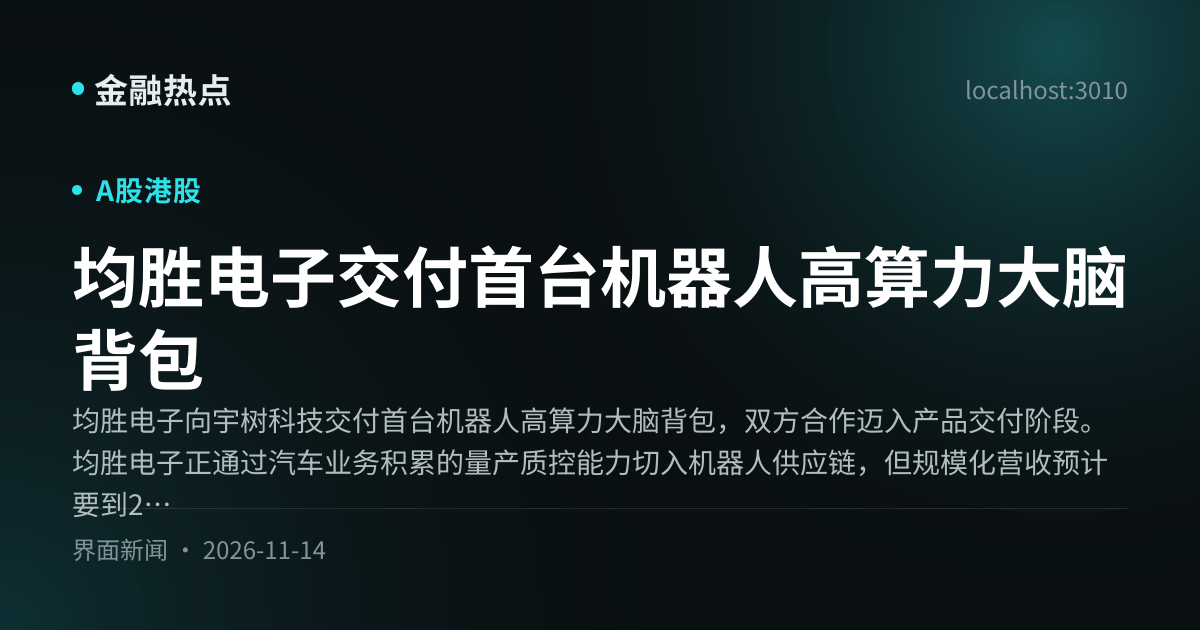 金融热点
localhost:3010
A股港股
均胜电子交付首台机器人高算力大脑
背包
均胜电子向宇树科技交付首台机器人高算力大脑背包，双方合作迈入产品交付阶段。
均胜电子正通过汽车业务积累的量产质控能力切入机器人供应链，但规模化营收预计
要到2…
界面新闻 • 2026-11-14